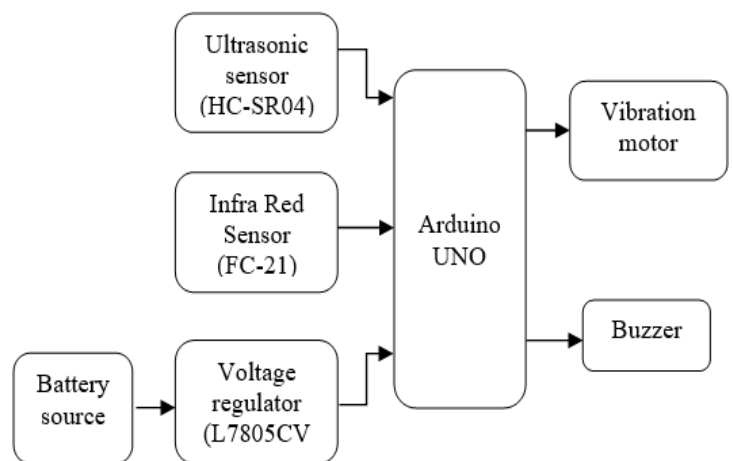 Ultrasonic
sensor
(HC-SR04)
Infra Red
Sensor
(FC-21)
Battery
source
Voltage
regulator
(L7805CV
Arduino
UNO
Vibration
motor
Buzzer